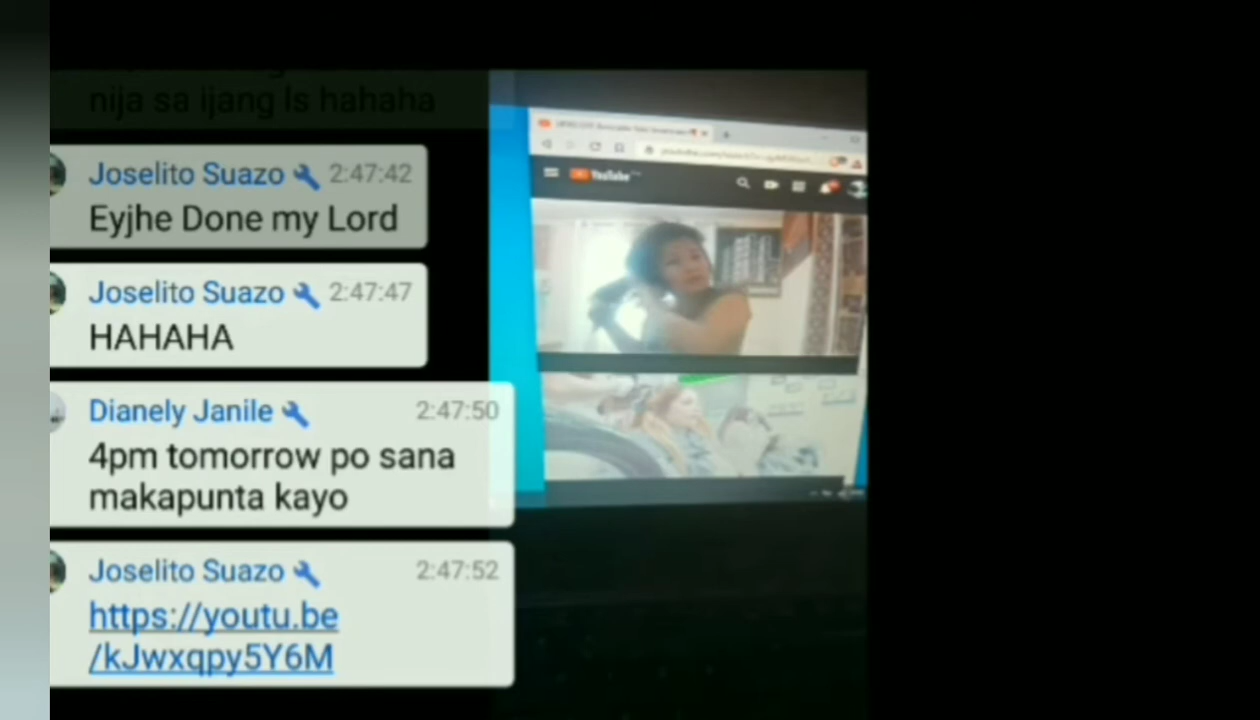 nija sa ijang ls hahaha
Joselito Suazo 2:47:42
Eyjhe Done my Lord
Joselito Suazo 2:47:47
HAHAHA
Dianely Janile 2:47:50
4pm tomorrow po sana
makapunta kayo
Joselito Suazo 2:47:52
https://youtu.be
/kJwxqpy5Y6M
YouTube